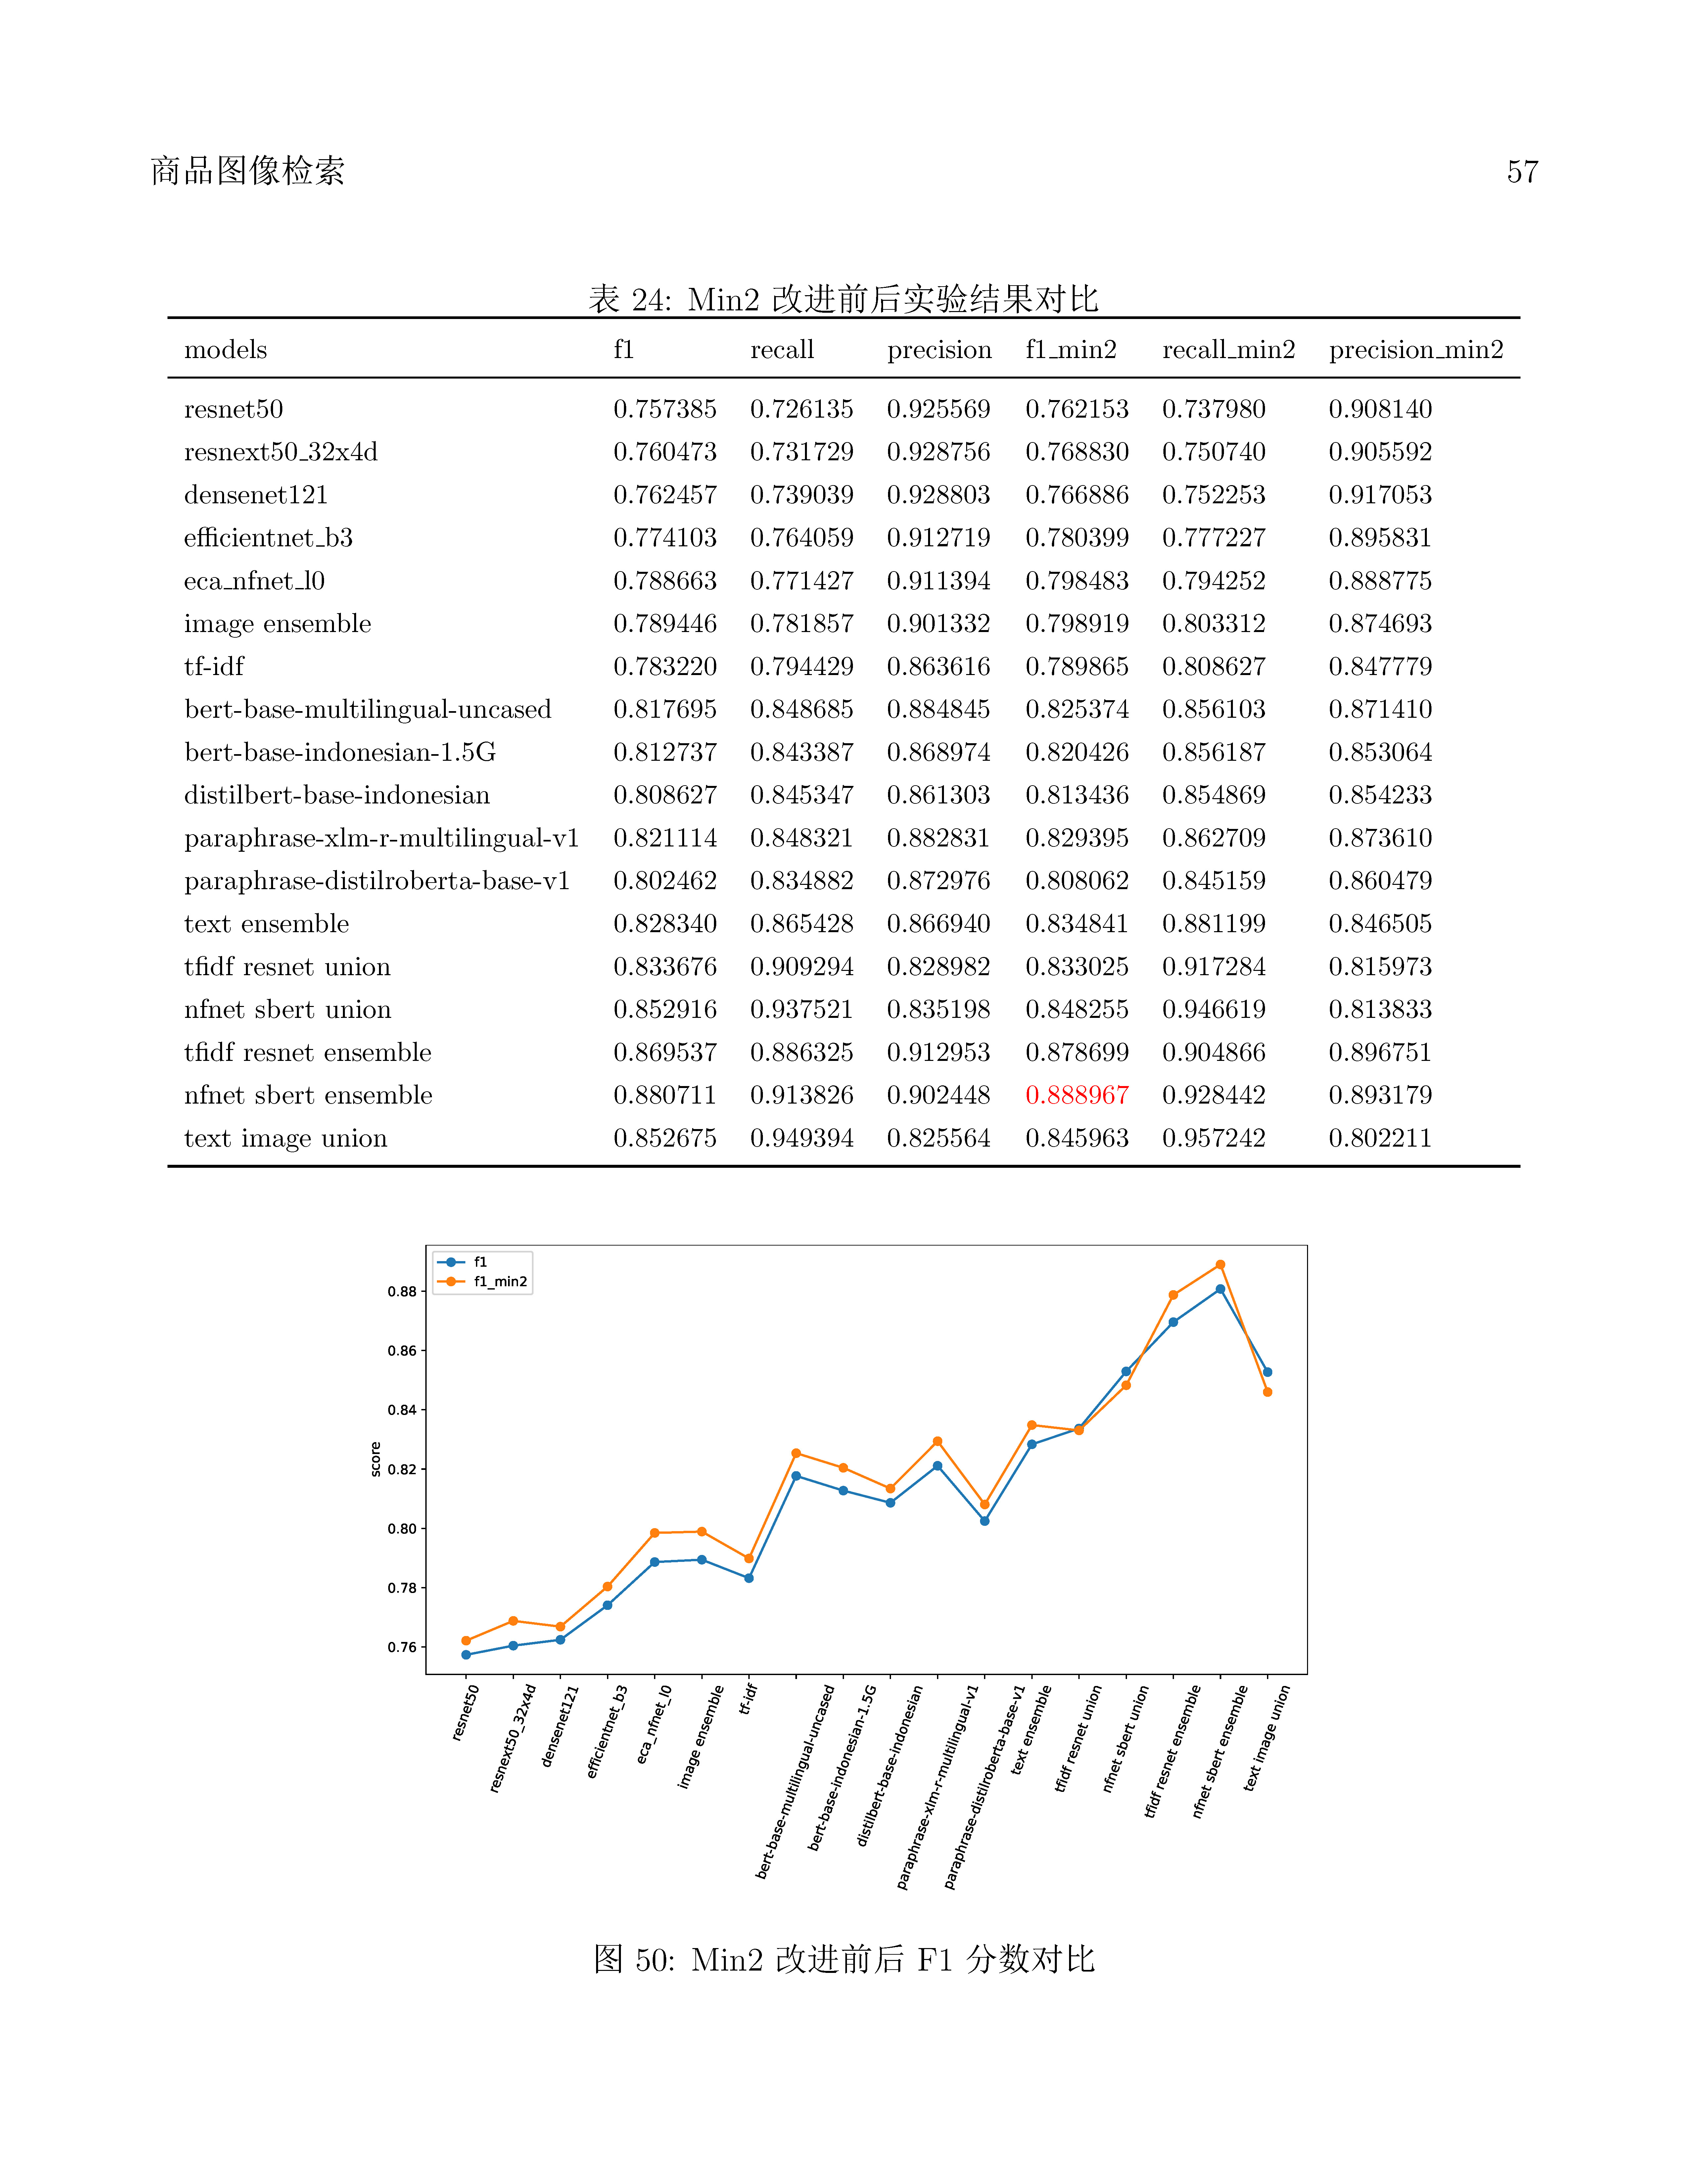 商品图像检索 57
表 24: Min2 改进前后实验结果对比
models f1 recall precision f1_min2 recall_min2 precision_min2
resnet50 0.757385 0.726135 0.925569 0.762153 0.737980 0.908140
resnext50_32x4d 0.760473 0.731729 0.928756 0.768830 0.750740 0.905592
densenet121 0.762457 0.739039 0.928803 0.766886 0.752253 0.917053
efficientnet_b3 0.774103 0.764059 0.912719 0.780399 0.777227 0.895831
eca_nfnet_l0 0.788663 0.771427 0.911394 0.798483 0.794252 0.888775
image ensemble 0.789446 0.781857 0.901332 0.798919 0.803312 0.874693
tf-idf 0.783220 0.794429 0.863616 0.789865 0.808627 0.847779
bert-base-multilingual-uncased 0.817695 0.848685 0.884845 0.825374 0.856103 0.871410
bert-base-indonesian-1.5G 0.812737 0.843387 0.868974 0.820426 0.856187 0.853064
distilbert-base-indonesian 0.808627 0.845347 0.861303 0.813436 0.854869 0.854233
paraphrase-xlm-r-multilingual-v1 0.821114 0.848321 0.882831 0.829395 0.862709 0.873610
paraphrase-distilroberta-base-v1 0.802462 0.834882 0.872976 0.808062 0.845159 0.860479
text ensemble 0.828340 0.865428 0.866940 0.834841 0.881199 0.846505
tfidf resnet union 0.833676 0.909294 0.828982 0.833025 0.917284 0.815973
nfnet sbert union 0.852916 0.937521 0.835198 0.848255 0.946619 0.813833
tfidf resnet ensemble 0.869537 0.886325 0.912953 0.878699 0.904866 0.896751
nfnet sbert ensemble 0.880711 0.913826 0.902448 0.888967 0.928442 0.893179
text image union 0.852675 0.949394 0.825564 0.845963 0.957242 0.802211
f1
f1_min2
0.88
0.86
0.84
0.82
0.80
0.78
0.76
score
resnet50
resnext50_32x4d
densenet121
efficientnet_b3
eca_nfnet_l0
image ensemble
tf-idf
bert-base-multilingual-uncased
bert-base-indonesian-1.5G
distilbert-base-indonesian
paraphrase-xlm-r-multilingual-v1
paraphrase-distilroberta-base-v1
text ensemble
tfidf resnet union
nfnet sbert union
tfidf resnet ensemble
nfnet sbert ensemble
text image union
图 50: Min2 改进前后 F1 分数对比